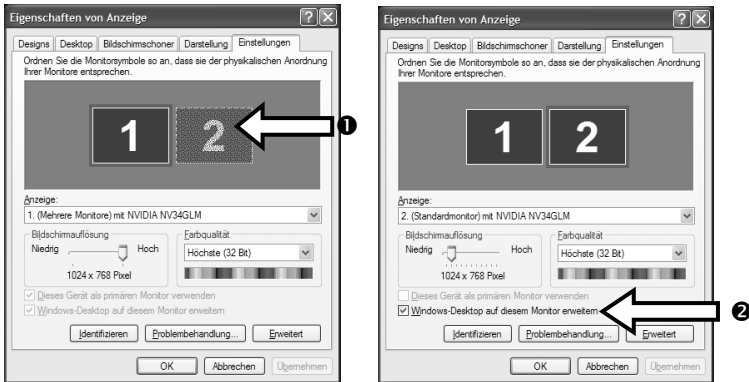 Eigenschaften von Anzeige
Designs Desktop Bildschirmschoner Darstellung Einstellungen
Ordnen Sie die Monitorsymbole so an, dass sie der physikalischen Anordnung
Ihrer Monitore entsprechen.
1 2
❶
Anzeige:
1. (Mehrere Monitore) mit NVIDIA NV34GLM
Bildschirmauflösung
Niedrig Hoch
1024 x 768 Pixel
Farbqualität
Höchste (32 Bit)
Dieses Gerät als primären Monitor verwenden
Windows-Desktop auf diesem Monitor erweitern
Identifizieren Problembehandlung... Erweitert
OK Abbrechen Übernehmen
Eigenschaften von Anzeige
Designs Desktop Bildschirmschoner Darstellung Einstellungen
Ordnen Sie die Monitorsymbole so an, dass sie der physikalischen Anordnung
Ihrer Monitore entsprechen.
1 2
Anzeige:
2. (Standardmonitor) mit NVIDIA NV34GLM
Bildschirmauflösung
Niedrig Hoch
1024 x 768 Pixel
Farbqualität
Höchste (32 Bit)
Dieses Gerät als primären Monitor verwenden
Windows-Desktop auf diesem Monitor erweitern
❷
Identifizieren Problembehandlung... Erweitert
OK Abbrechen Übernehmen